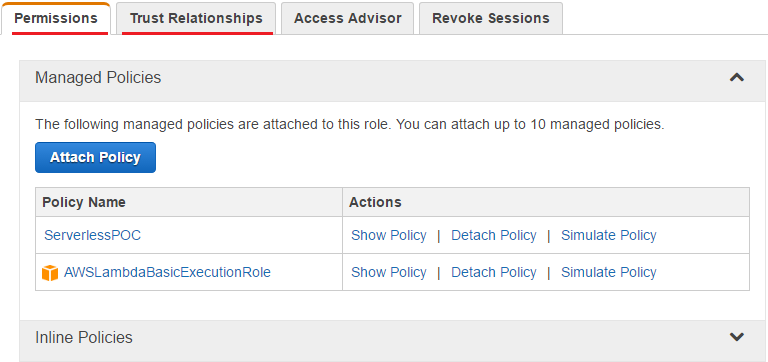 Permissions Trust Relationships Access Advisor Revoke Sessions
Managed Policies
The following managed policies are attached to this role. You can attach up to 10 managed policies.
Attach Policy
Policy Name Actions
ServerlessPOC Show Policy | Detach Policy | Simulate Policy
AWSLambdaBasicExecutionRole Show Policy | Detach Policy | Simulate Policy
Inline Policies